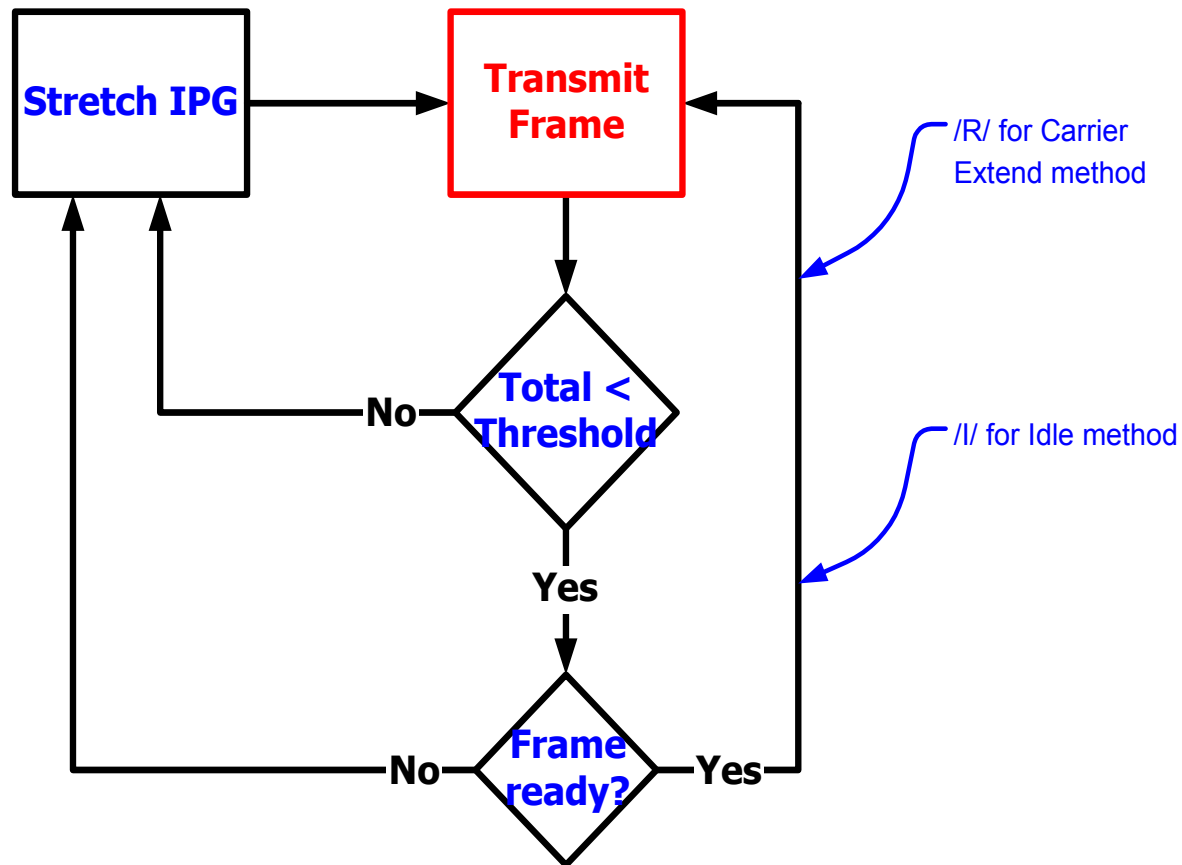 Stretch IPG
Transmit
Frame
/R/ for Carrier
Extend method
Total <
Threshold
No
/I/ for Idle method
Yes
Frame
ready?
No
Yes